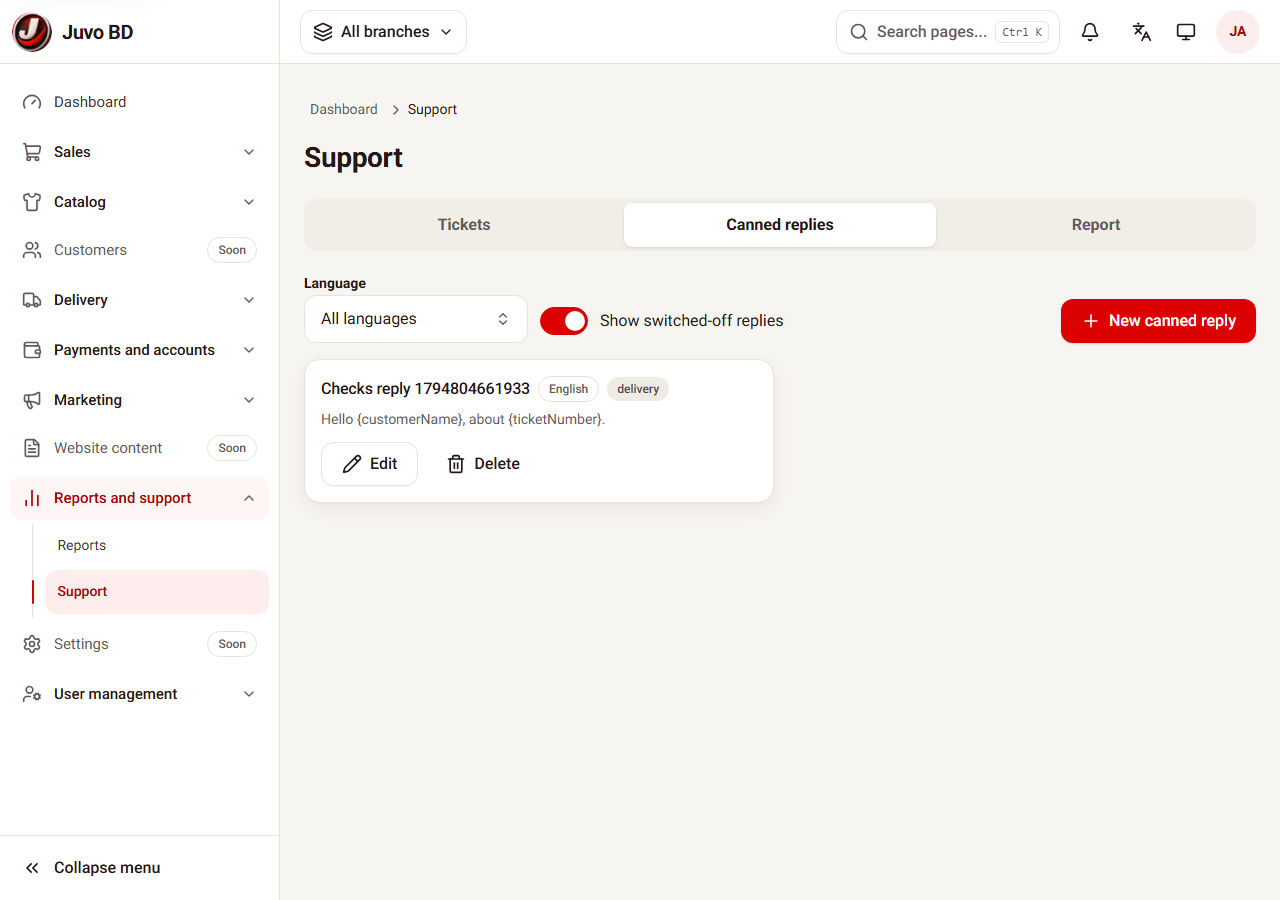 Juvo BD
All branches
Search pages... Ctrl K
JA
Dashboard
Sales
Catalog
Customers Soon
Delivery
Payments and accounts
Marketing
Website content Soon
Reports and support
Reports
Support
Settings Soon
User management
Collapse menu
Dashboard > Support
Support
Tickets Canned replies Report
Language
All languages Show switched-off replies New canned reply
Checks reply 1794804661933 English delivery
Hello {customerName}, about {ticketNumber}.
Edit Delete